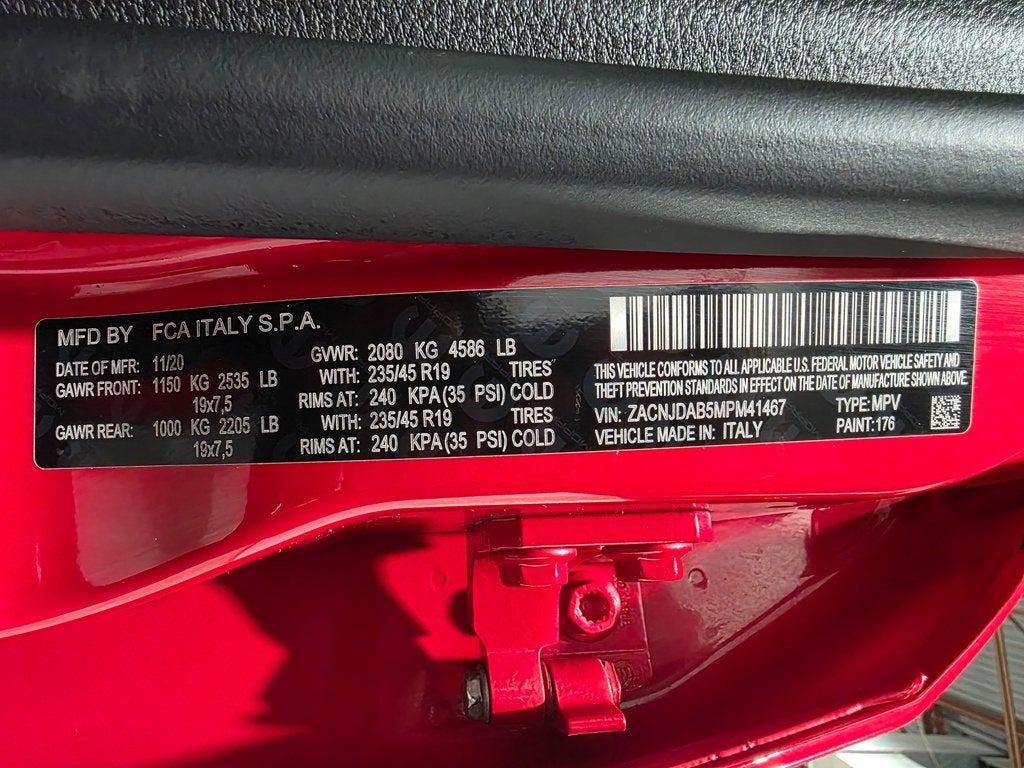 MFD BY FCA ITALY S.P.A.
DATE OF MFR: 11/20
GVWR: 2080 KG 4586 LB
GAWR FRONT: 1150 KG 2535 LB WITH: 235/45 R19 TIRES
19x7,5 RIMS AT: 240 KPA(35 PSI) COLD
GAWR REAR: 1000 KG 2205 LB WITH: 235/45 R19 TIRES
19x7,5 RIMS AT: 240 KPA(35 PSI) COLD
THIS VEHICLE CONFORMS TO ALL APPLICABLE U.S. FEDERAL MOTOR VEHICLE SAFETY AND
THEFT PREVENTION STANDARDS IN EFFECT ON THE DATE OF MANUFACTURE SHOWN ABOVE
VIN: ZACNJDAB5MPM41467 TYPE: MPV
VEHICLE MADE IN: ITALY PAINT: 176